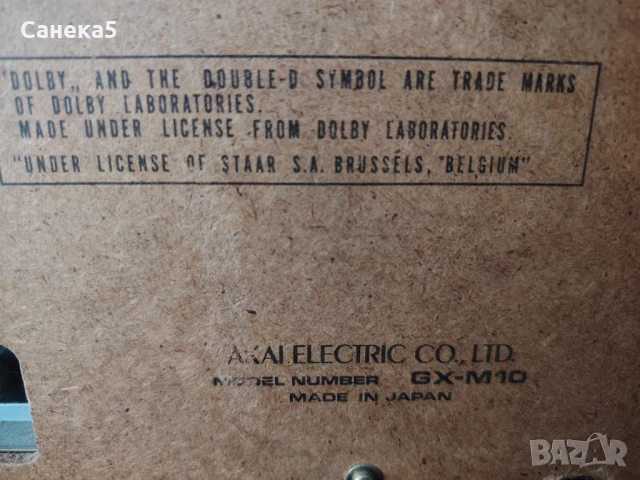 Санека5
"DOLBY„ AND THE DOUBLE-D SYMBOL ARE TRADE MARKS
OF DOLBY LABORATORIES.
MADE UNDER LICENSE FROM DOLBY LABORATORIES.
"UNDER LICENSE OF STAAR S.A. BRUSSELS, "BELGIUM"
AKAI ELECTRIC CO., LTD.
MODEL NUMBER GX-M10
MADE IN JAPAN
BAZAR